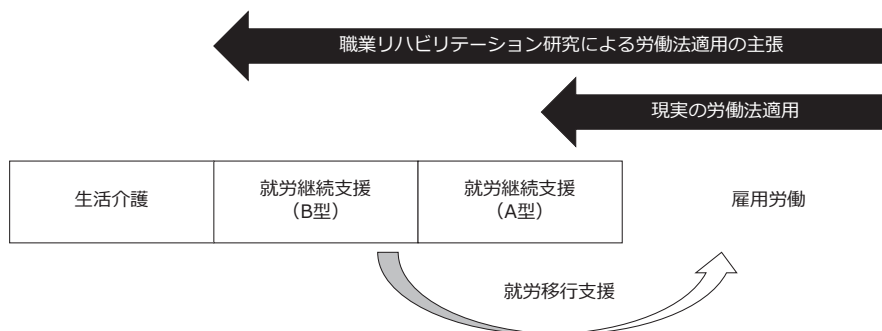 職業リハビリテーション研究による労働法適用の主張
現実の労働法適用
生活介護
就労継続支援
（B型）
就労継続支援
（A型）
雇用労働
就労移行支援